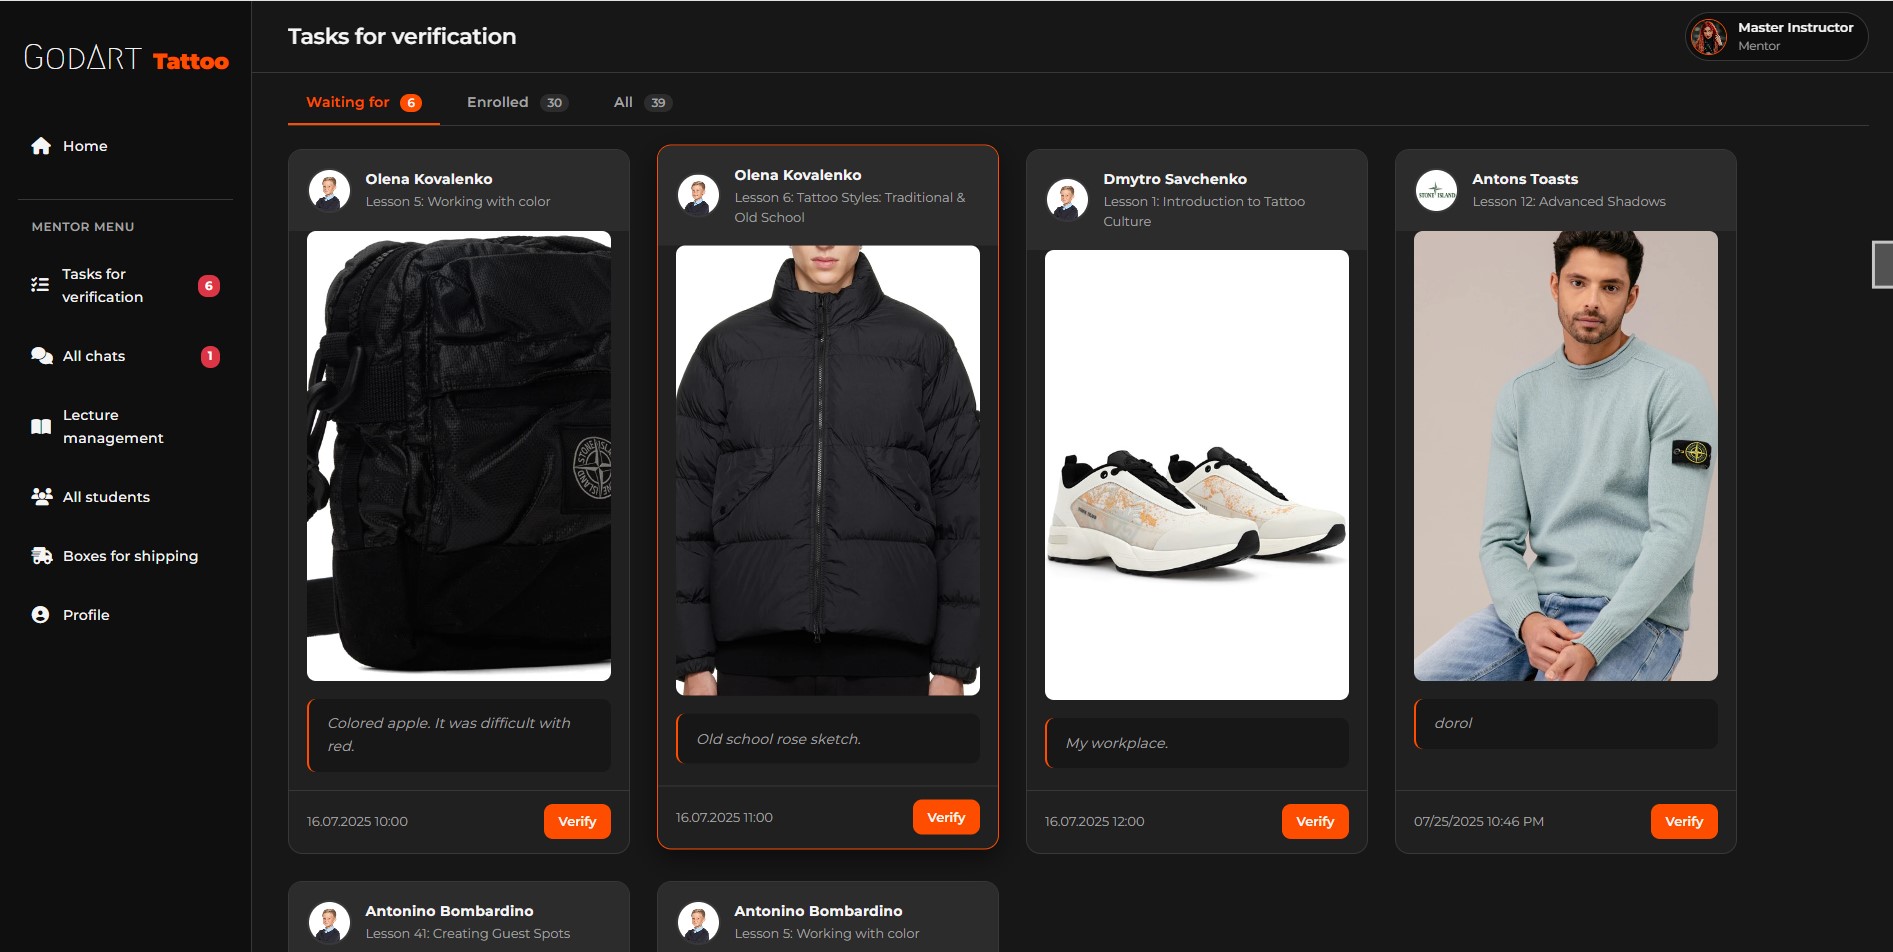 GODART Tattoo
Home
MENTOR MENU
Tasks for
verification
6
All chats
1
Lecture
management
All students
Boxes for shipping
Profile
Tasks for verification
Master Instructor
Mentor
Waiting for 6
Enrolled 30
All 39
Olena Kovalenko
Lesson 5: Working with color
STONE ISLAND
Colored apple. It was difficult with
red.
16.07.2025 10:00
Verify
Olena Kovalenko
Lesson 6: Tattoo Styles: Traditional &
Old School
Old school rose sketch.
16.07.2025 11:00
Verify
Dmytro Savchenko
Lesson 1: Introduction to Tattoo
Culture
My workplace.
16.07.2025 12:00
Verify
STONE ISLAND
Antons Toasts
Lesson 12: Advanced Shadows
dorol
07/25/2025 10:46 PM
Verify
Antonino Bombardino
Lesson 41: Creating Guest Spots
Antonino Bombardino
Lesson 5: Working with color